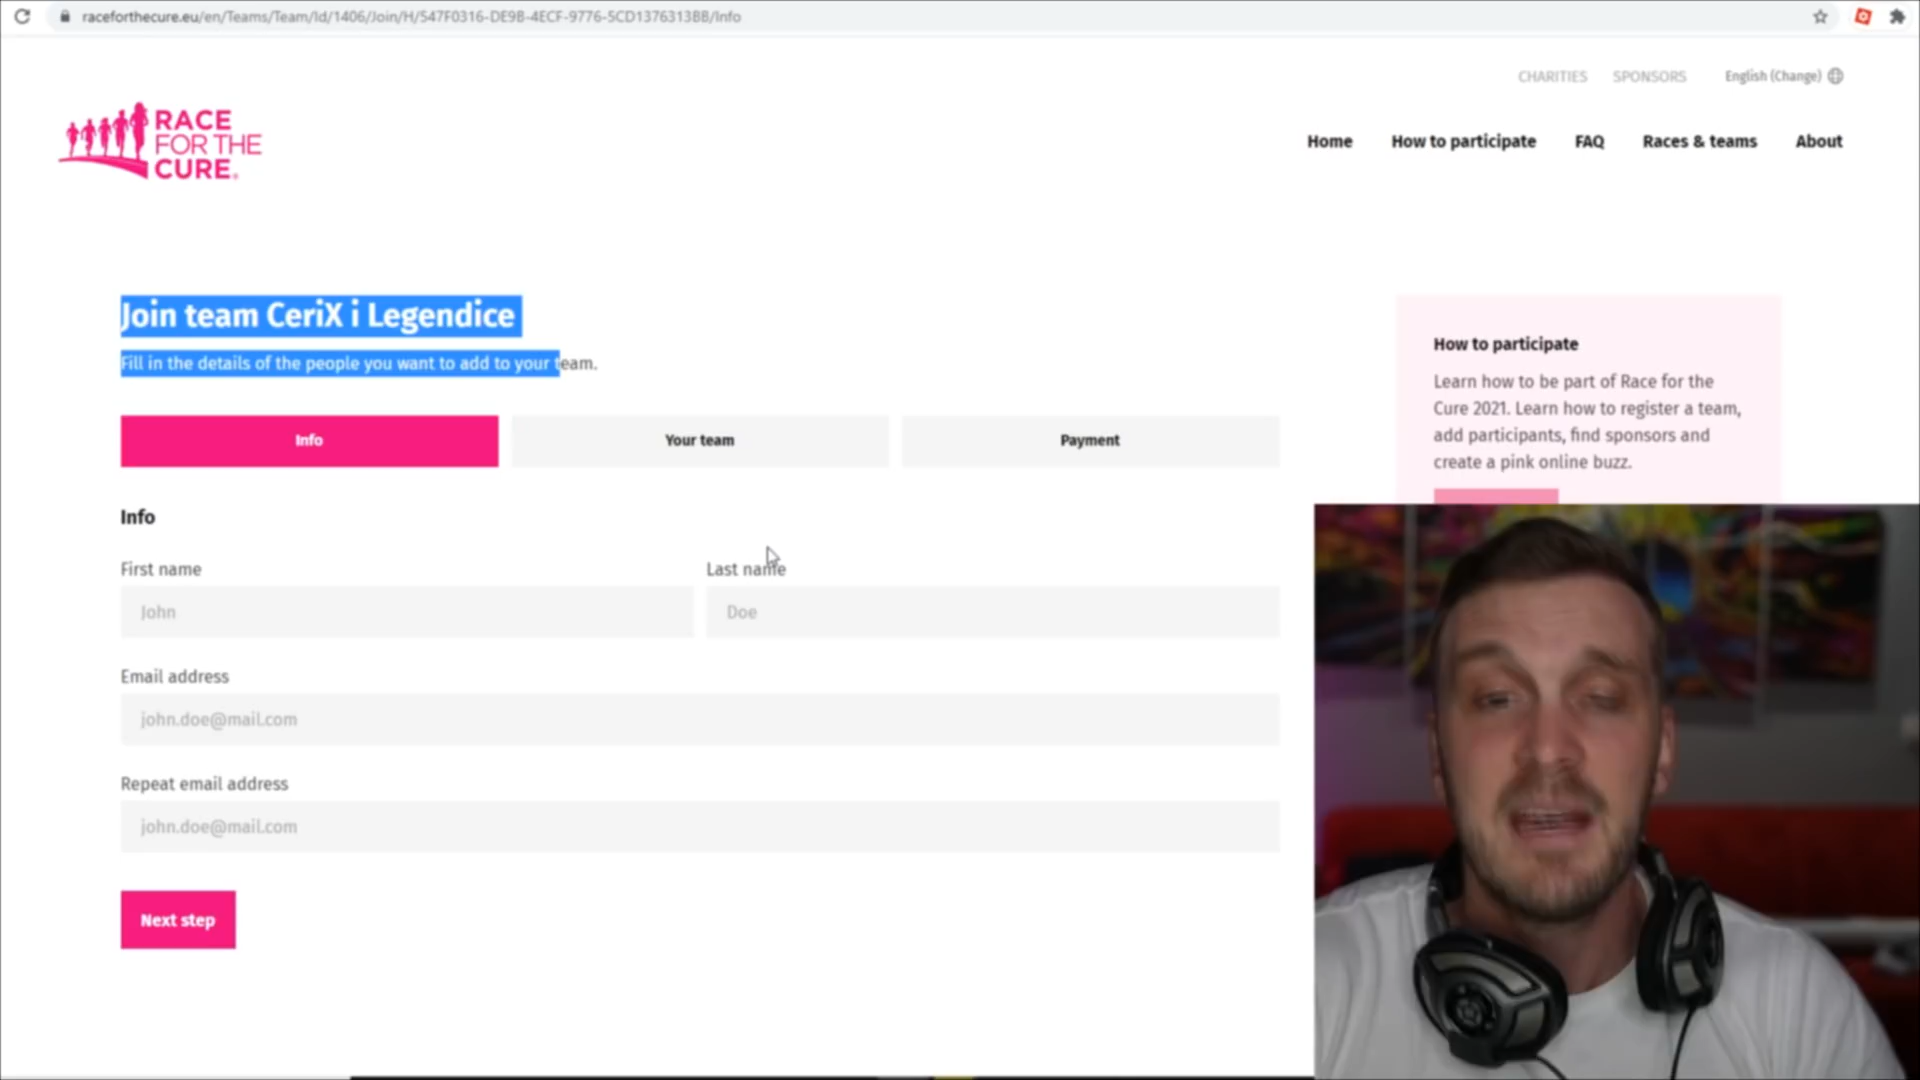 raceforthecure.eu/en/Teams/Team/Id/1406/Join/H/547F0316-DE9B-4ECF-9776-5CD1376313BB/Info
CHARITIES SPONSORS English (Change)
RACE
FOR THE
CURE®
Home How to participate FAQ Races & teams About
Join team CeriX i Legendice
Fill in the details of the people you want to add to your team.
Info Your team Payment
Info
First name Last name
John Doe
Email address
john.doe@mail.com
Repeat email address
john.doe@mail.com
Next step
How to participate
Learn how to be part of Race for the
Cure 2021. Learn how to register a team,
add participants, find sponsors and
create a pink online buzz.